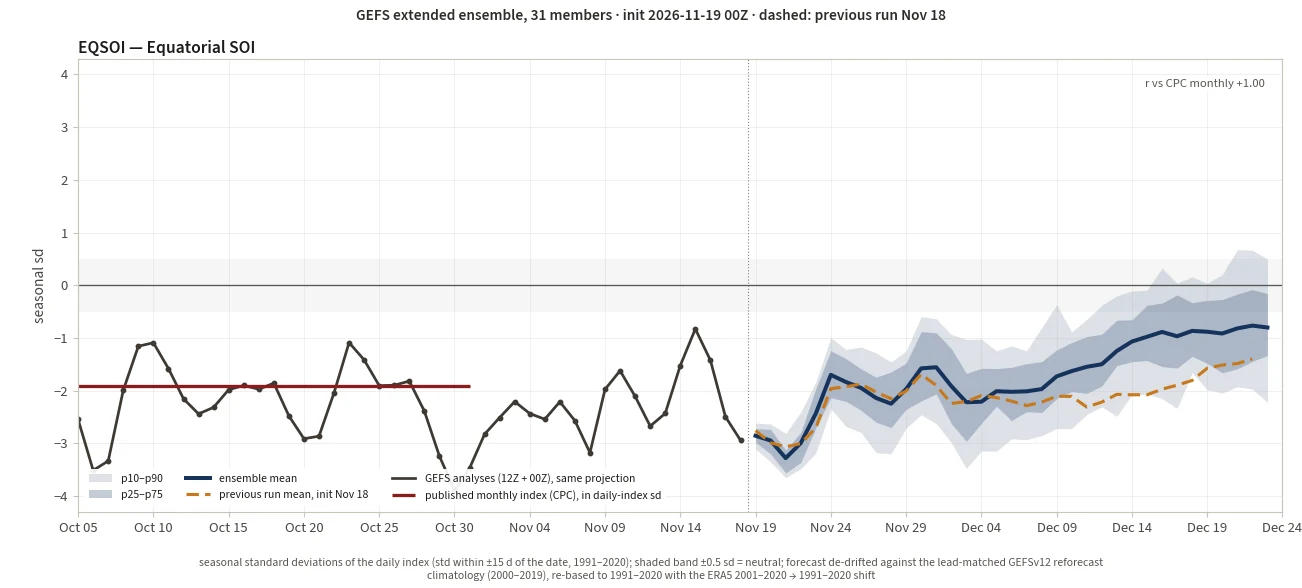 GEFS extended ensemble, 31 members · init 2026-11-19 00Z · dashed: previous run Nov 18
EQSOI — Equatorial SOI
r vs CPC monthly +1.00
seasonal sd
4
3
2
1
0
−1
−2
−3
−4
p10–p90
p25–p75
ensemble mean
previous run mean, init Nov 18
GEFS analyses (12Z + 00Z), same projection
published monthly index (CPC), in daily-index sd
Oct 05 Oct 10 Oct 15 Oct 20 Oct 25 Oct 30 Nov 04 Nov 09 Nov 14 Nov 19 Nov 24 Nov 29 Dec 04 Dec 09 Dec 14 Dec 19 Dec 24
seasonal standard deviations of the daily index (std within ±15 d of the date, 1991–2020); shaded band ±0.5 sd = neutral; forecast de-drifted against the lead-matched GEFSv12 reforecast
climatology (2000–2019), re-based to 1991–2020 with the ERA5 2001–2020 → 1991–2020 shift